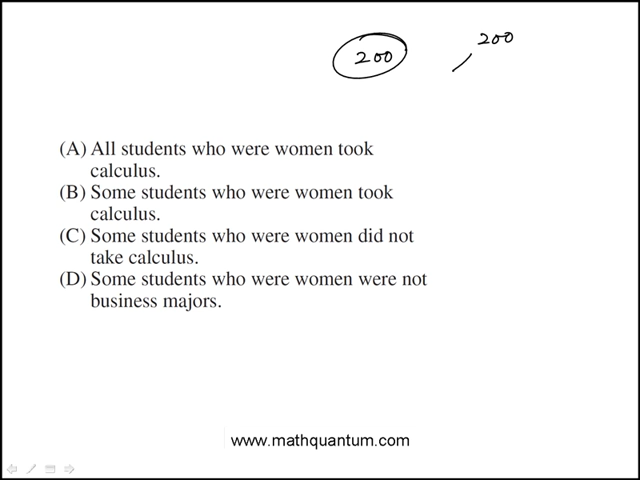 200
200
(A) All students who were women took
calculus.
(B) Some students who were women took
calculus.
(C) Some students who were women did not
take calculus.
(D) Some students who were women were not
business majors.
www.mathquantum.com